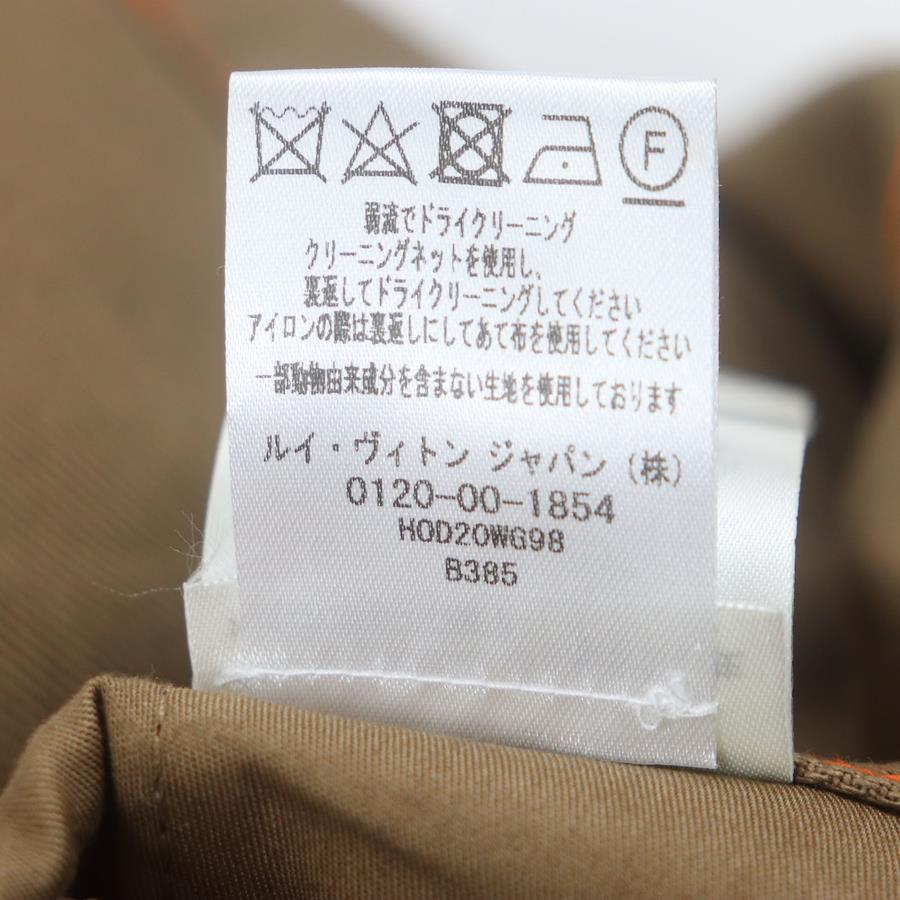 F
弱流でドライクリーニング
クリーニングネットを使用し、
裏返してドライクリーニングしてください
アイロンの際は裏返しにしてあて布を使用してください
一部動物由来成分を含まない生地を使用しております
ルイ・ヴィトン ジャパン (株)
0120-00-1854
HOD20WG98
B385